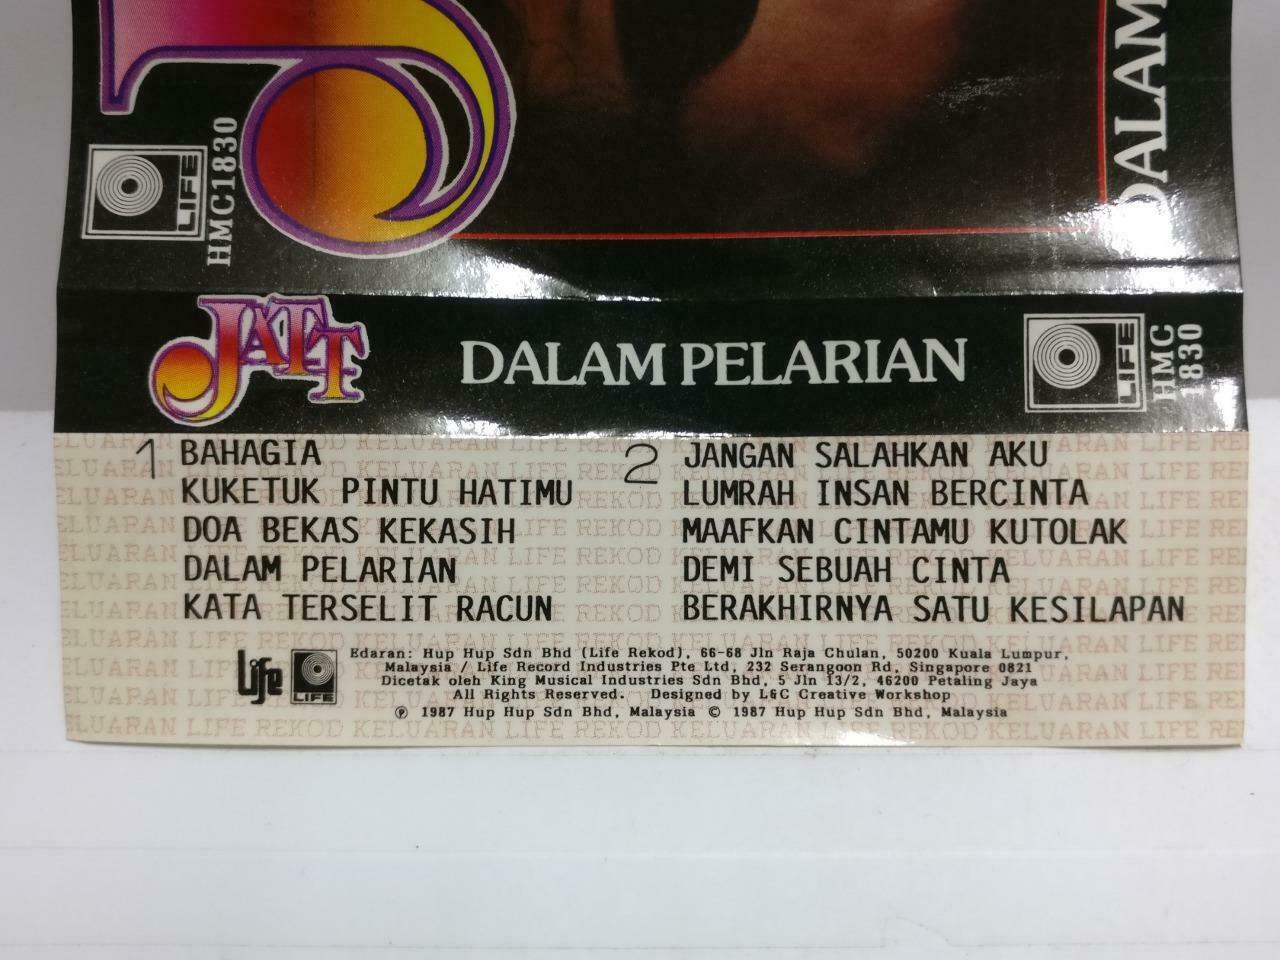 LIFE
HMC1830
DALAM
JATT
DALAM PELARIAN
LIFE
HMC
1830
1
BAHAGIA
KUKETUK PINTU HATIMU
DOA BEKAS KEKASIH
DALAM PELARIAN
KATA TERSELIT RACUN
2
JANGAN SALAHKAN AKU
LUMRAH INSAN BERCINTA
MAAFKAN CINTAMU KUTOLAK
DEMI SEBUAH CINTA
BERAKHIRNYA SATU KESILAPAN
KELUARAN LIFE REKOD KELUARAN LIFE REKOD KELUARAN LIFE
Life
LIFE
Edaran: Hup Hup Sdn Bhd (Life Rekod), 66-68 Jln Raja Chulan, 50200 Kuala Lumpur,
Malaysia / Life Record Industries Pte Ltd, 232 Serangoon Rd, Singapore 0821
Dicetak oleh King Musical Industries Sdn Bhd, 5 Jln 13/2, 46200 Petaling Jaya
All Rights Reserved. Designed by L&C Creative Workshop
℗ 1987 Hup Hup Sdn Bhd, Malaysia © 1987 Hup Hup Sdn Bhd, Malaysia